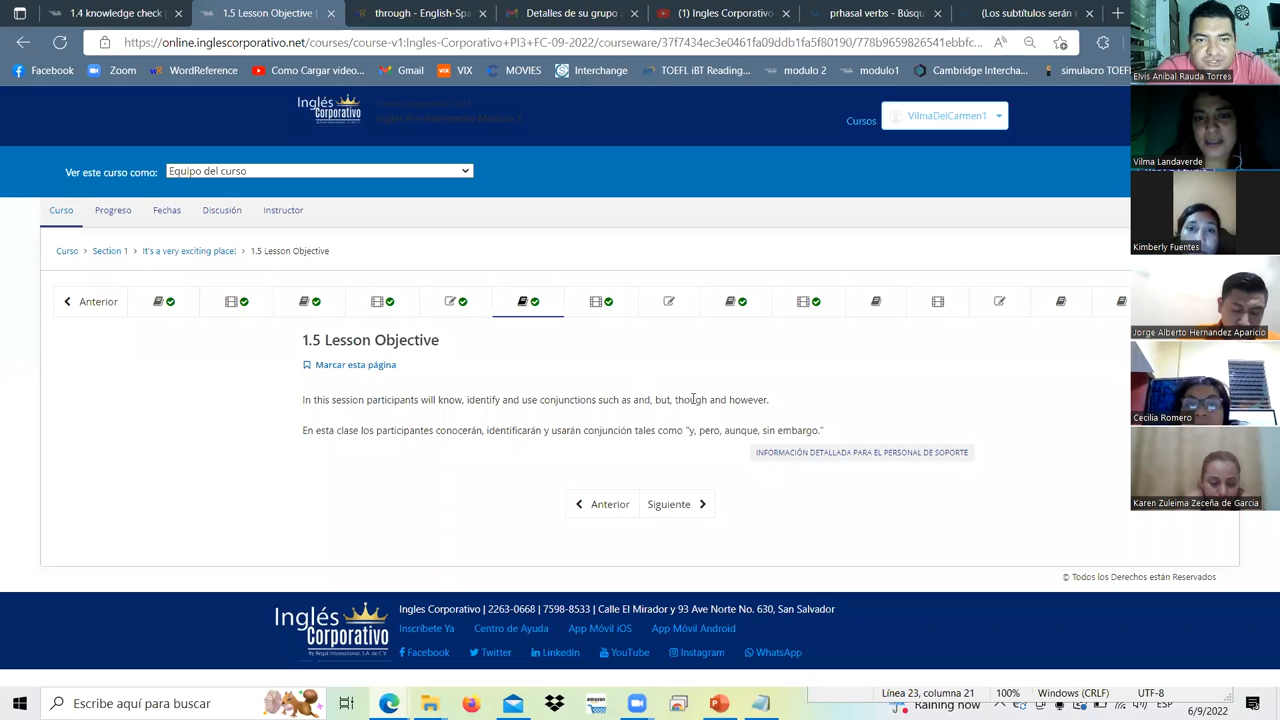 1.4 knowledge check
1.5 Lesson Objective
through - English-Spa
Detalles de su grupo
(1) Ingles Corporativo
prhasal verbs - Búsqu
(Los subtítulos serán
https://online.inglescorporativo.net/courses/course-v1:Ingles-Corporativo+PI3+FC-09-2022/courseware/37f7434ec3e0461fa09ddb1fa5f80190/778b9659826541ebbfc...
Facebook
Zoom
WordReference
Como Cargar vídeo...
Gmail
VIX
MOVIES
Interchange
TOEFL iBT Reading...
modulo 2
modulo1
Cambridge Intercha...
simulacro TOEFL
Inglés
Corporativo
Inglés Pre-Intermedio Módulo 3
Cursos
VilmaDelCarmen1
Ver este curso como:
Equipo del curso
Curso
Progreso
Fechas
Discusión
Instructor
Curso > Section 1 > It's a very exciting place! > 1.5 Lesson Objective
Anterior
1.5 Lesson Objective
Marcar esta página
In this session participants will know, identify and use conjunctions such as and, but, though and however.
En esta clase los participantes conocerán, identificarán y usarán conjunción tales como "y, pero, aunque, sin embargo."
INFORMACIÓN DETALLADA PARA EL PERSONAL DE SOPORTE
Anterior
Siguiente
© Todos los Derechos están Reservados
Inglés
Corporativo
By Regal International, S.A. de C.V.
Ingles Corporativo | 2263-0668 | 7598-8533 | Calle El Mirador y 93 Ave Norte No. 630, San Salvador
Inscríbete Ya
Centro de Ayuda
App Móvil iOS
App Móvil Android
Facebook
Twitter
LinkedIn
YouTube
Instagram
WhatsApp
Línea 23, columna 21
100%
Windows (CRLF)
UTF-8
Escribe aquí para buscar
Raining now
ESP
6/9/2022
Elvis Anibal Rauda Torres
Vilma Landaverde
Kimberly Fuentes
Jorge Alberto Hernandez Aparicio
Cecilia Romero
Karen Zuleima Zeceña de Garcia